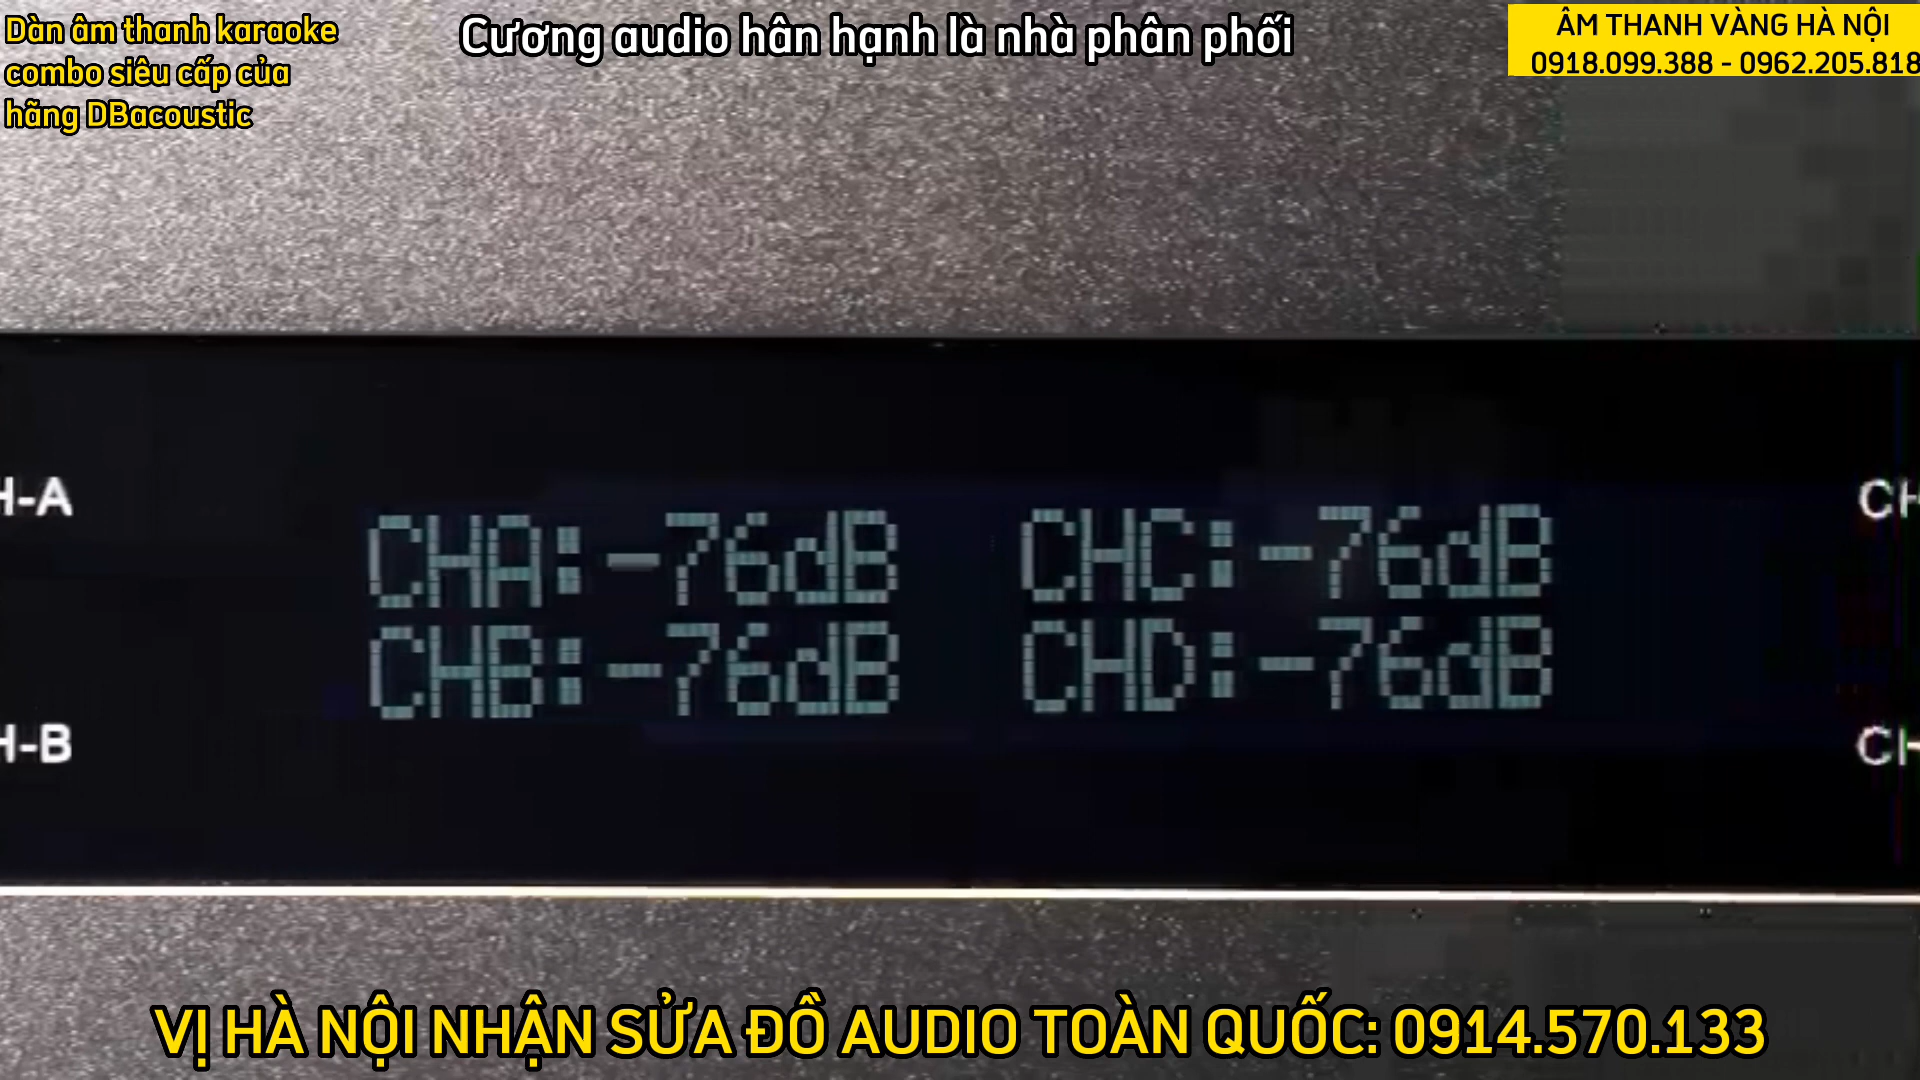 Dàn âm thanh karaoke
combo siêu cấp của
hãng DBacoustic
Cương audio hân hạnh là nhà phân phối
ÂM THANH VÀNG HÀ NỘI
0918.099.388 - 0962.205.818
H-A
CHA:-76dB CHC:-76dB
CHB:-76dB CHD:-76dB
H-B
CH
CH
VỊ HÀ NỘI NHẬN SỬA ĐỒ AUDIO TOÀN QUỐC: 0914.570.133